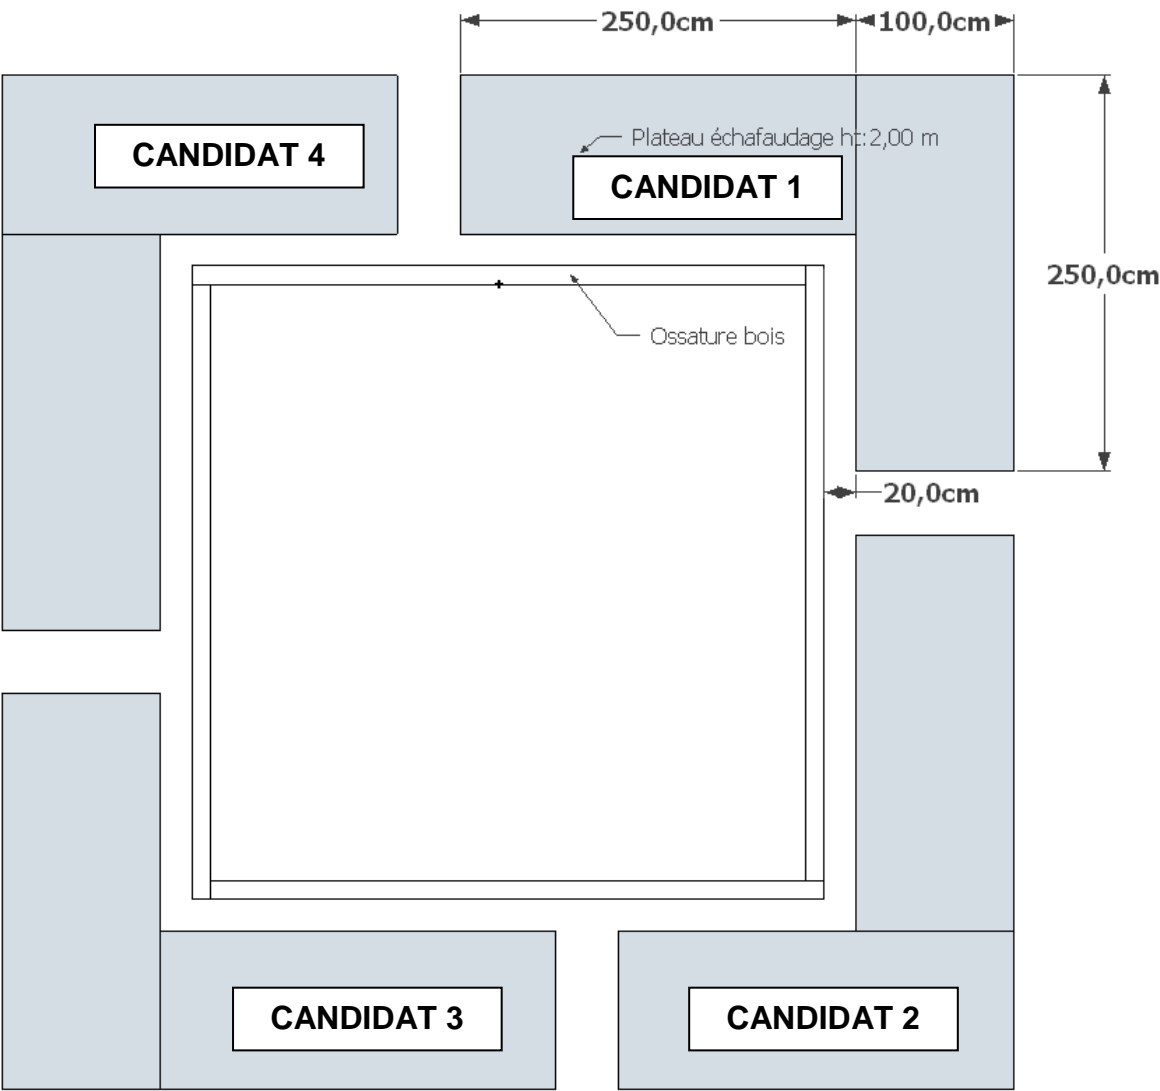 250,0cm
100,0cm
CANDIDAT 4
Plateau échafaudage ht:2,00 m
CANDIDAT 1
250,0cm
Ossature bois
20,0cm
CANDIDAT 3
CANDIDAT 2